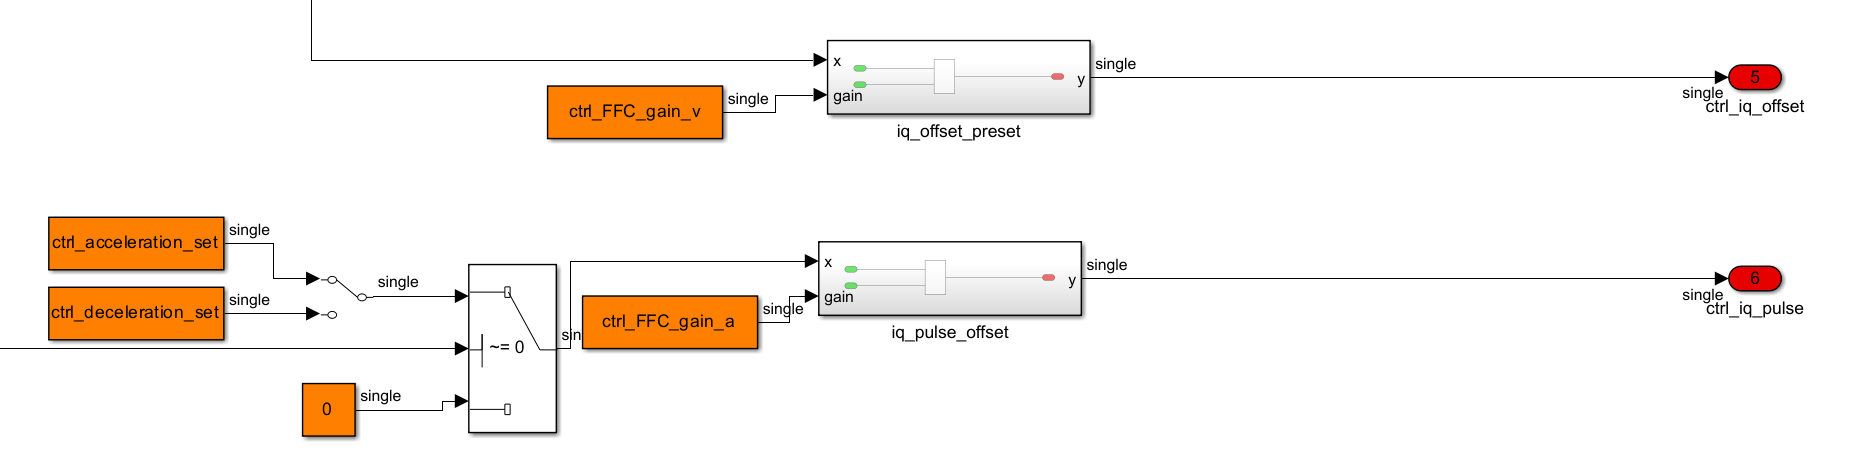 x
single
gain
y
single
ctrl_FFC_gain_v
iq_offset_preset
5
single
ctrl_iq_offset
ctrl_acceleration_set
single
ctrl_deceleration_set
single
single
~= 0
0
single
sin
ctrl_FFC_gain_a
single
x
gain
y
single
iq_pulse_offset
6
single
ctrl_iq_pulse